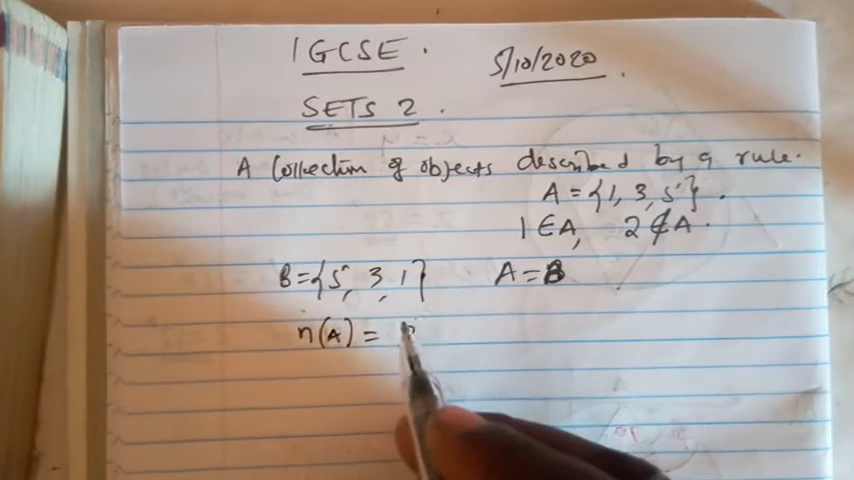 IGCSE.
5/10/2020.
SETS 2.
A Collection of objects described by a rule.
A = {1, 3, 5}.
1 ∈ A, 2 ∉ A.
B = {5, 3, 1} A = B
n(A) =